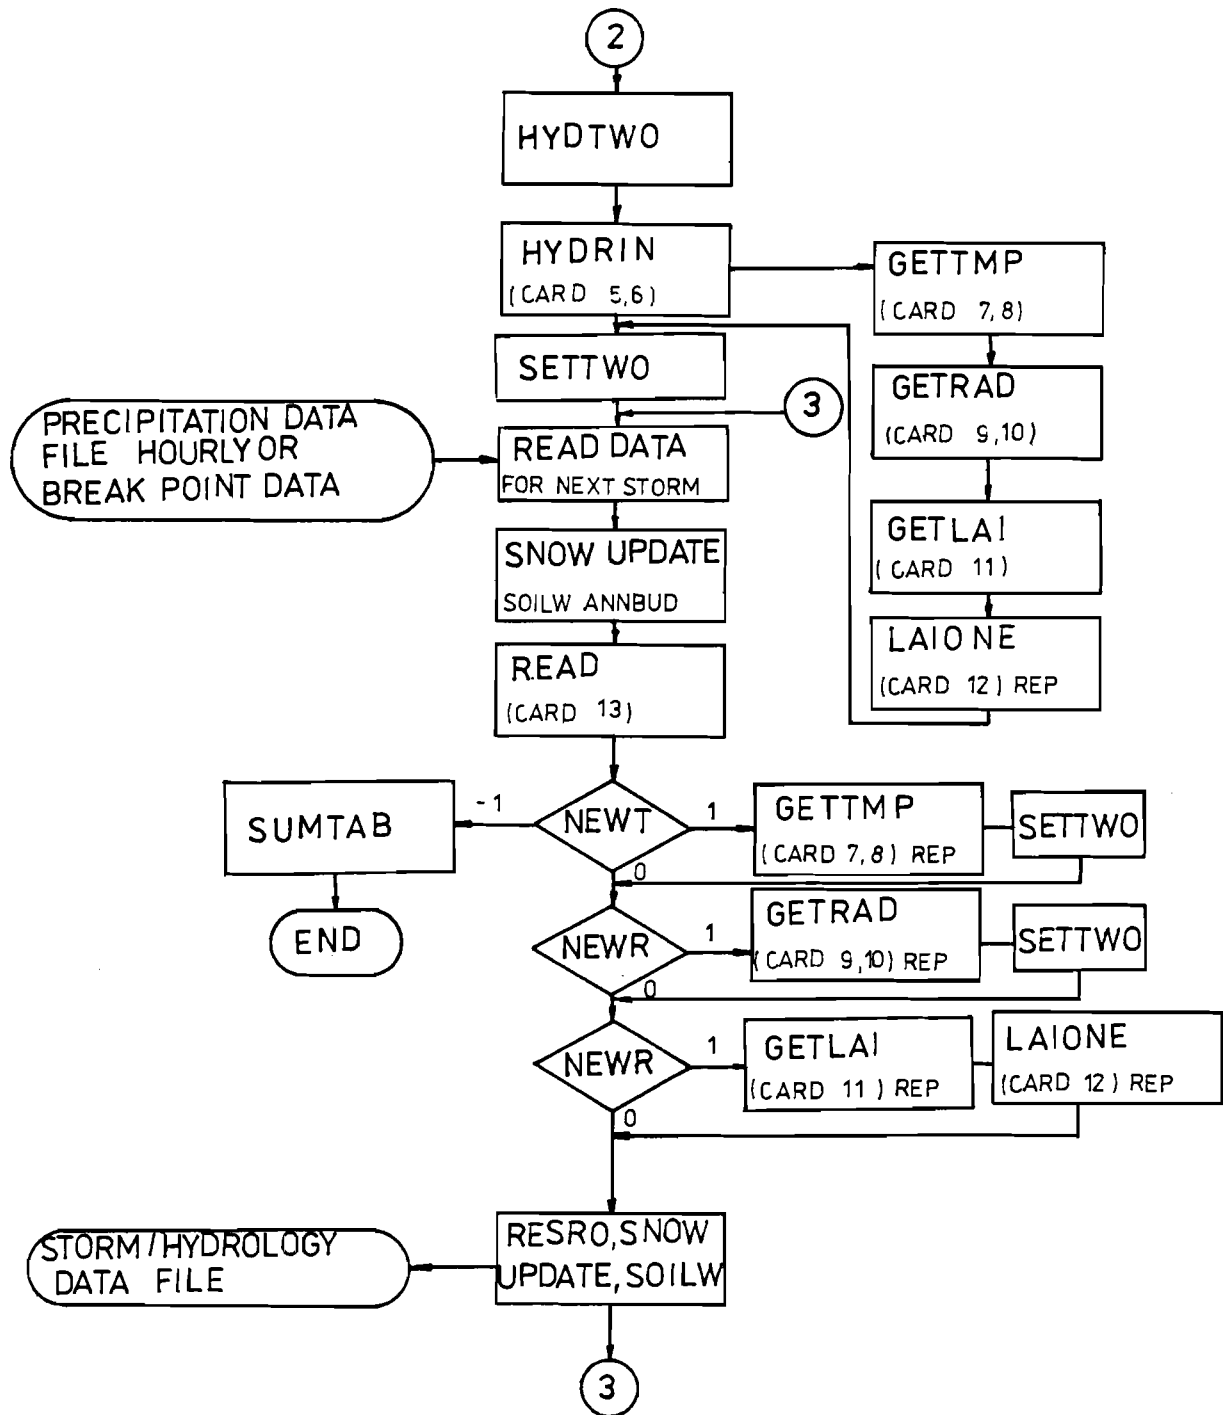 2
HYDTWO
HYDRIN
(CARD 5,6)
GETTMP
(CARD 7,8)
SETTWO
GETRAD
(CARD 9,10)
3
PRECIPITATION DATA
FILE HOURLY OR
BREAK POINT DATA
READ DATA
FOR NEXT STORM
GETLAI
(CARD 11)
SNOW UPDATE
SOILW ANNBUD
LAIONE
(CARD 12) REP
READ
(CARD 13)
SUMTAB
-1
NEWT
1
GETTMP
(CARD 7,8) REP
SETTWO
0
END
NEWR
1
GETRAD
(CARD 9,10) REP
SETTWO
0
NEWR
1
GETLAI
(CARD 11) REP
LAIONE
(CARD 12) REP
0
STORM/HYDROLOGY
DATA FILE
RESRO,SNOW
UPDATE,SOILW
3